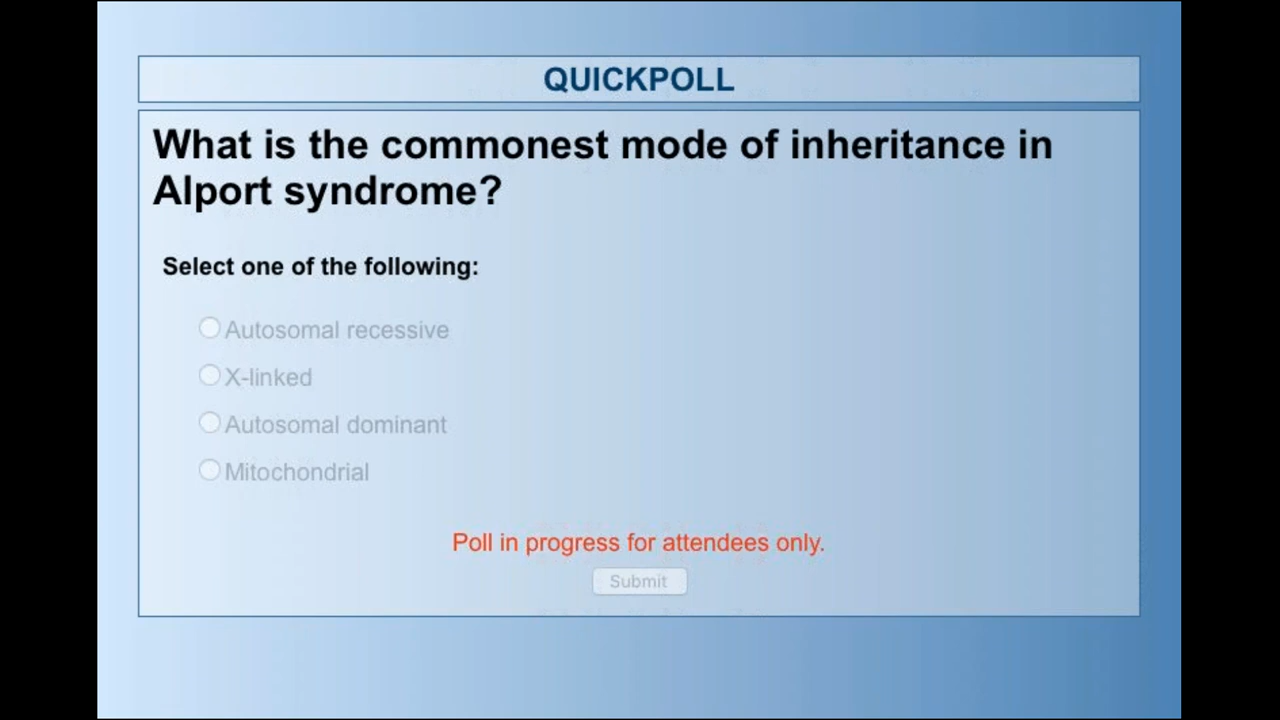 QUICKPOLL
What is the commonest mode of inheritance in
Alport syndrome?
Select one of the following:
Autosomal recessive
X-linked
Autosomal dominant
Mitochondrial
Poll in progress for attendees only.
Submit